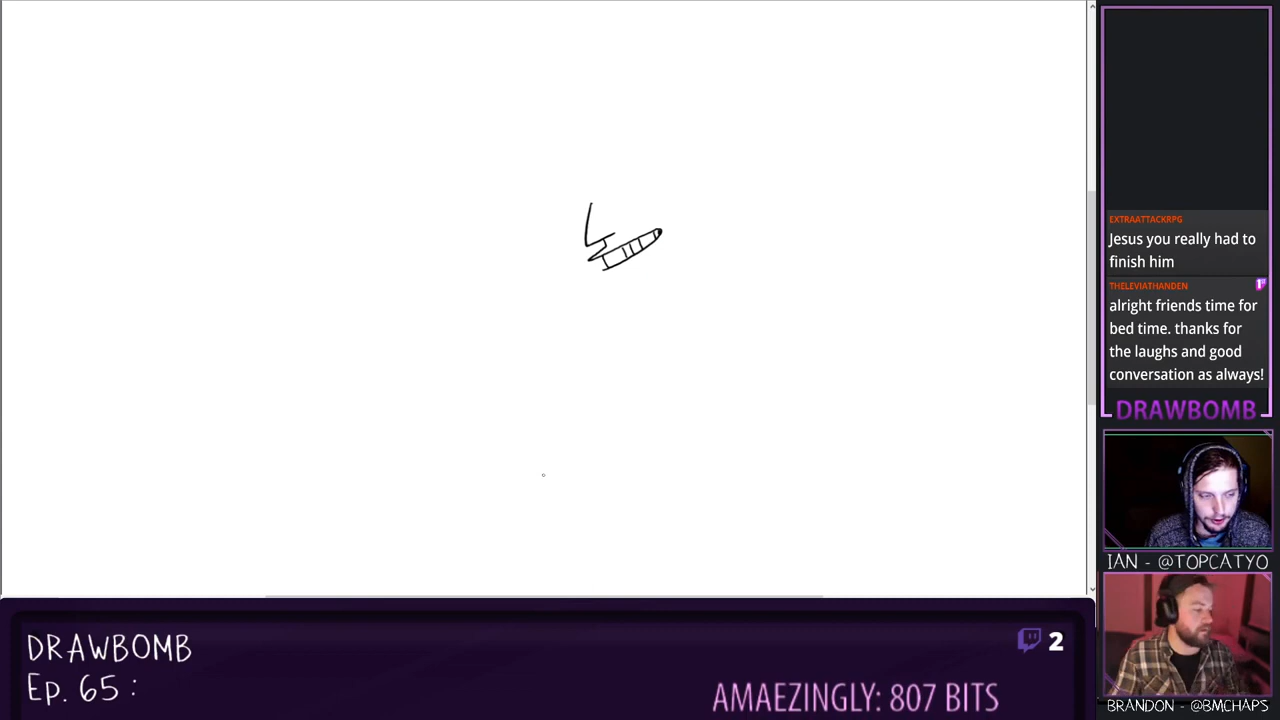 EXTRAATTACKRPG
Jesus you really had to
finish him
THELEVIATHANDEN
alright friends time for
bed time. thanks for
the laughs and good
conversation as always!
DRAWBOMB
IAN - @TOPCATYO
BRANDON - @BMCHAPS
DRAWBOMB
Ep. 65 :
2
AMAEZINGLY: 807 BITS